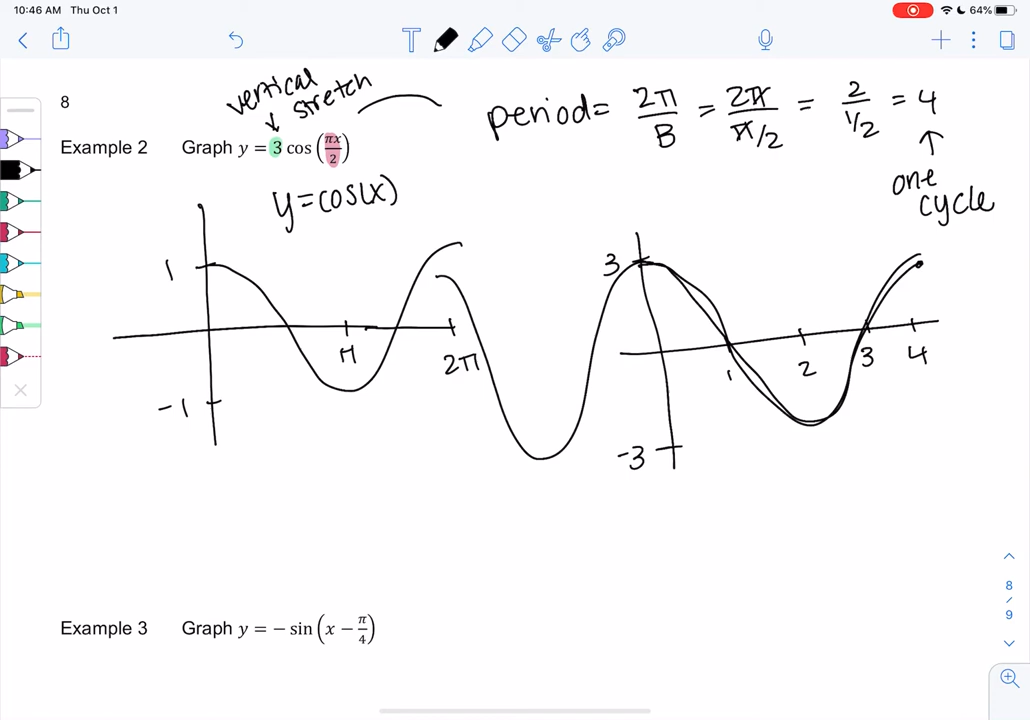 10:46 AM Thu Oct 1
64%
T
8
vertical stretch
period = 2π/B = 2π/π/2 = 2/1/2 = 4
Example 2 Graph y = 3 cos (πx/2)
one cycle
y = cos(x)
1
3
π
2π
1
2
3
4
-1
-3
8
/
9
Example 3 Graph y = − sin (x − π/4)